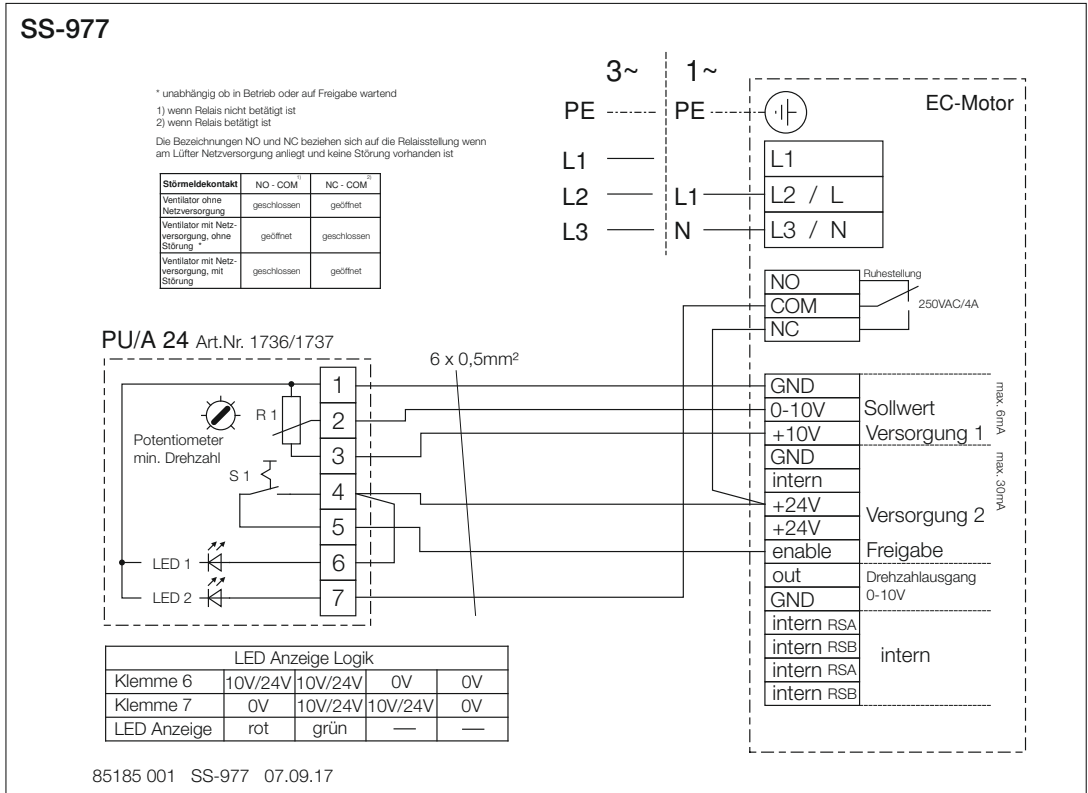 SS-977
* unabhängig ob in Betrieb oder auf Freigabe wartend
1) wenn Relais nicht betätigt ist
2) wenn Relais betätigt ist
Die Bezeichnungen NO und NC beziehen sich auf die Relaisstellung wenn
am Lüfter Netzversorgung anliegt und keine Störung vorhanden ist
Störmeldekontakt NO - COM 1) NC - COM 2)
Ventilator ohne
Netzversorgung geschlossen geöffnet
Ventilator mit Netz-
versorgung, ohne
Störung * geöffnet geschlossen
Ventilator mit Netz-
versorgung, mit
Störung geschlossen geöffnet
3~ 1~
PE PE
L1
L2 L1
L3 N
EC-Motor
L1
L2 / L
L3 / N
NO
COM
NC
Ruhestellung
250VAC/4A
PU/A 24 Art.Nr. 1736/1737
6 x 0,5mm²
1
2
3
4
5
6
7
R 1
Potentiometer
min. Drehzahl
S 1
LED 1
LED 2
GND
0-10V Sollwert
+10V Versorgung 1
max. 6mA
GND
intern
+24V
+24V
Versorgung 2
max. 30mA
enable Freigabe
out
GND
Drehzahlausgang
0-10V
intern RSA
intern RSB
intern RSA
intern RSB
intern
LED Anzeige Logik
Klemme 6 10V/24V 10V/24V 0V 0V
Klemme 7 0V 10V/24V 10V/24V 0V
LED Anzeige rot grün — —
85185 001 SS-977 07.09.17